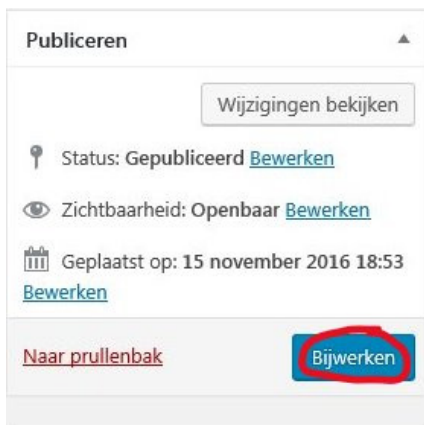 Publiceren
Wijzigingen bekijken
Status: Gepubliceerd Bewerken
Zichtbaarheid: Openbaar Bewerken
Geplaatst op: 15 november 2016 18:53
Bewerken
Naar prullenbak
Bijwerken